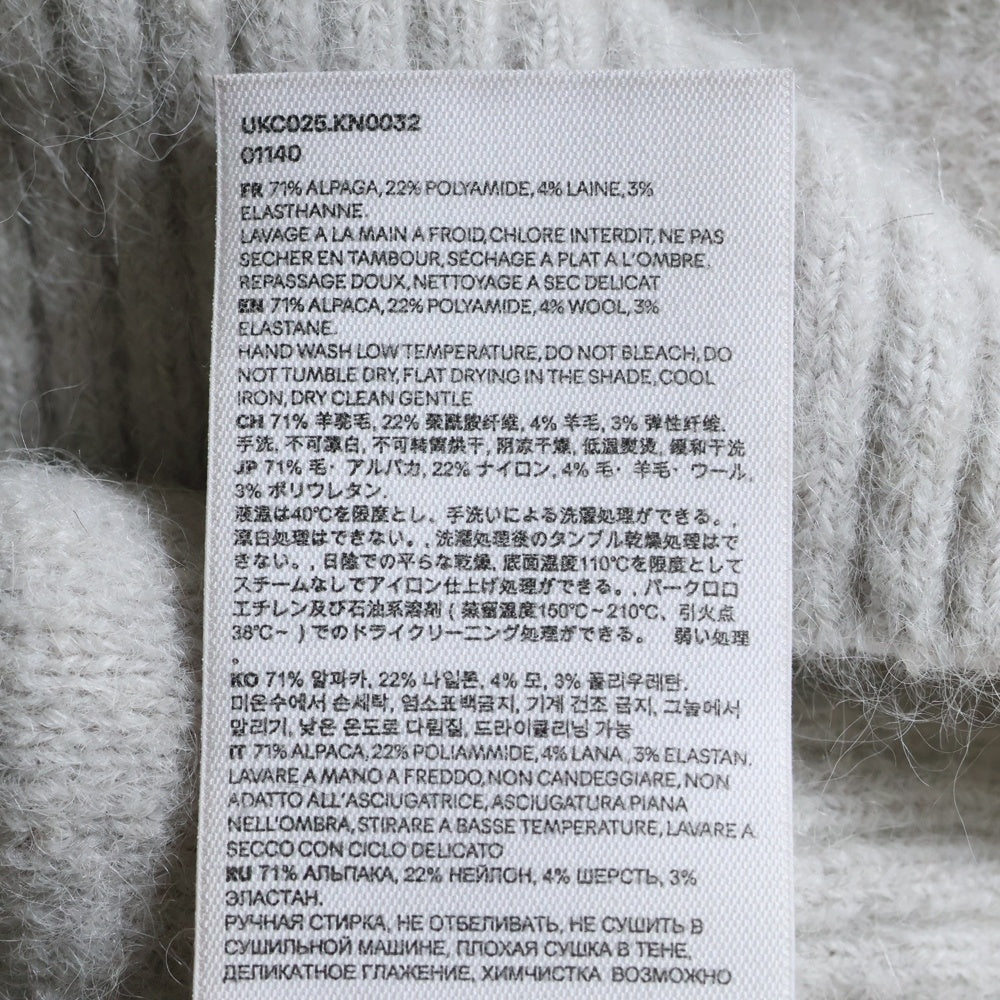 UKC025.KN0032
01140
FR 71% ALPAGA, 22% POLYAMIDE, 4% LAINE, 3%
ELASTHANNE.
LAVAGE A LA MAIN A FROID, CHLORE INTERDIT, NE PAS
SECHER EN TAMBOUR, SÉCHAGE A PLAT A L'OMBRE,
REPASSAGE DOUX, NETTOYAGE A SEC DELICAT
EN 71% ALPACA, 22% POLYAMIDE, 4% WOOL, 3%
ELASTANE.
HAND WASH LOW TEMPERATURE, DO NOT BLEACH, DO
NOT TUMBLE DRY, FLAT DRYING IN THE SHADE, COOL
IRON, DRY CLEAN GENTLE
CH 71% 羊驼毛, 22% 聚酰胺纤维, 4% 羊毛, 3% 弹性纤维.
手洗, 不可漂白, 不可转筒烘干, 阴凉干燥, 低温熨烫, 缓和干洗
JP 71% 毛・アルパカ, 22% ナイロン, 4% 毛・羊毛・ウール,
3% ポリウレタン.
液温は40℃を限度とし、手洗いによる洗濯処理ができる。,
漂白処理はできない。, 洗濯処理後のタンブル乾燥処理はで
きない。, 日陰での平らな乾燥, 底面温度110℃を限度として
スチームなしでアイロン仕上げ処理ができる。, パークロロ
エチレン及び石油系溶剤 ( 蒸留温度150℃~210℃、引火点
38℃~ ) でのドライクリーニング処理ができる。 弱い処理
。
KO 71% 알파카, 22% 나일론, 4% 모, 3% 폴리우레탄.
미온수에서 손세탁, 염소표백금지, 기계 건조 금지, 그늘에서
말리기, 낮은 온도로 다림질, 드라이클리닝 가능
IT 71% ALPACA, 22% POLIAMMIDE, 4% LANA , 3% ELASTAN.
LAVARE A MANO A FREDDO, NON CANDEGGIARE, NON
ADATTO ALL'ASCIUGATRICE, ASCIUGATURA PIANA
NELL'OMBRA, STIRARE A BASSE TEMPERATURE, LAVARE A
SECCO CON CICLO DELICATO
RU 71% АЛЬПАКА, 22% НЕЙЛОН, 4% ШЕРСТЬ, 3%
ЭЛАСТАН.
РУЧНАЯ СТИРКА, НЕ ОТБЕЛИВАТЬ, НЕ СУШИТЬ В
СУШИЛЬНОЙ МАШИНЕ, ПЛОХАЯ СУШКА В ТЕНЕ,
ДЕЛИКАТНОЕ ГЛАЖЕНИЕ, ХИМЧИСТКА ВОЗМОЖНО